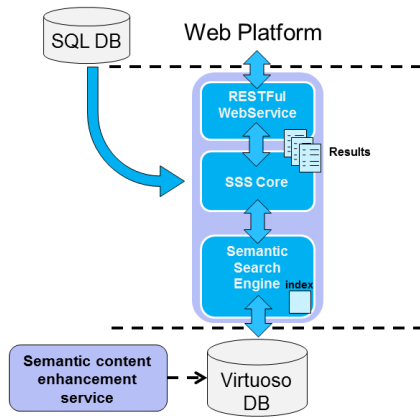 Web Platform
SQL DB
RESTFul
WebService
Results
SSS Core
Semantic
Search
Engine
index
Semantic content
enhancement
service
Virtuoso
DB